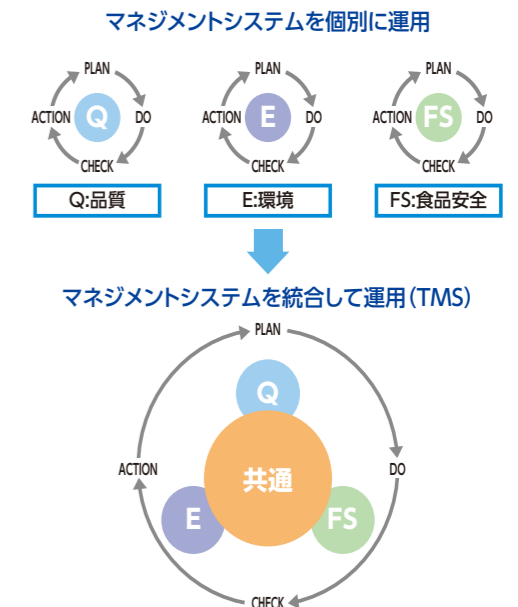 マネジメントシステムを個別に運用
PLAN
ACTION Q DO
CHECK
Q:品質
PLAN
ACTION E DO
CHECK
E:環境
PLAN
ACTION FS DO
CHECK
FS:食品安全
マネジメントシステムを統合して運用(TMS)
PLAN
Q
ACTION
共通
DO
E
FS
CHECK